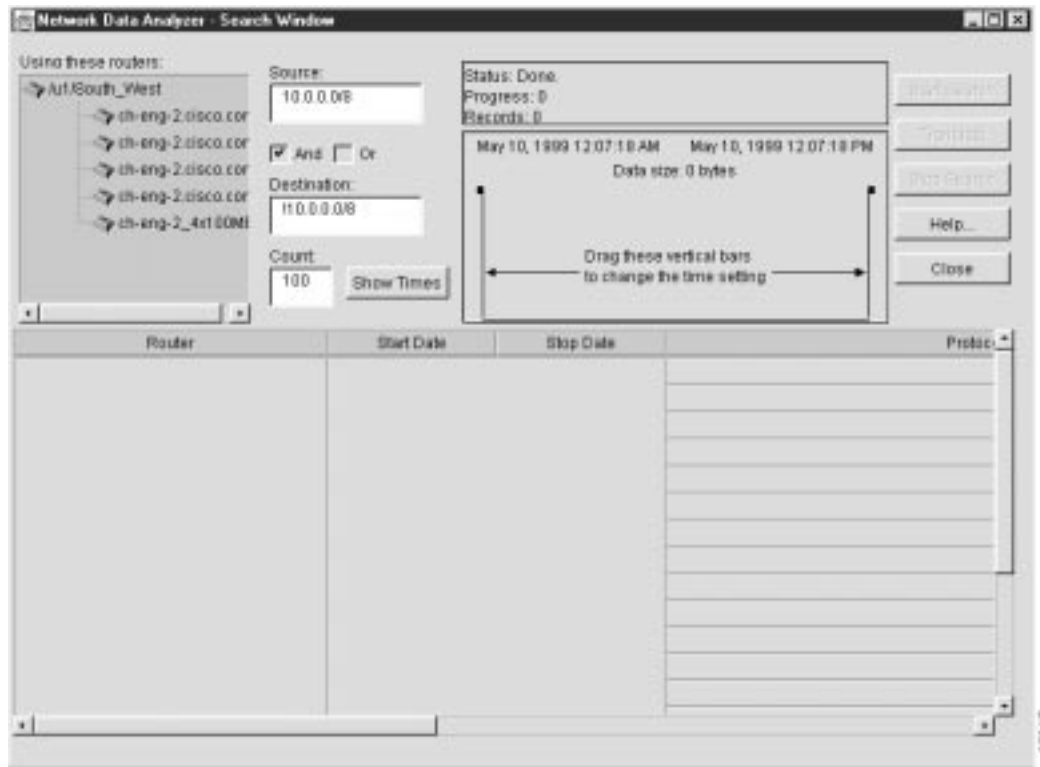 Network Data Analyzer - Search Window
Using these routers:
/u1/South_West
ch-eng-2.cisco.cor
ch-eng-2.cisco.cor
ch-eng-2.cisco.cor
ch-eng-2.cisco.cor
ch-eng-2_4x100M
Source:
10.0.0.0/8
And Or
Destination:
!10.0.0.0/8
Count:
100 Show Times
Status: Done.
Progress: 0
Records: 0
May 10, 1999 12:07:18 AM May 10, 1999 12:07:18 PM
Data size: 0 bytes
Drag these vertical bars
to change the time setting
Help...
Close
Router Start Date Stop Date Protoc